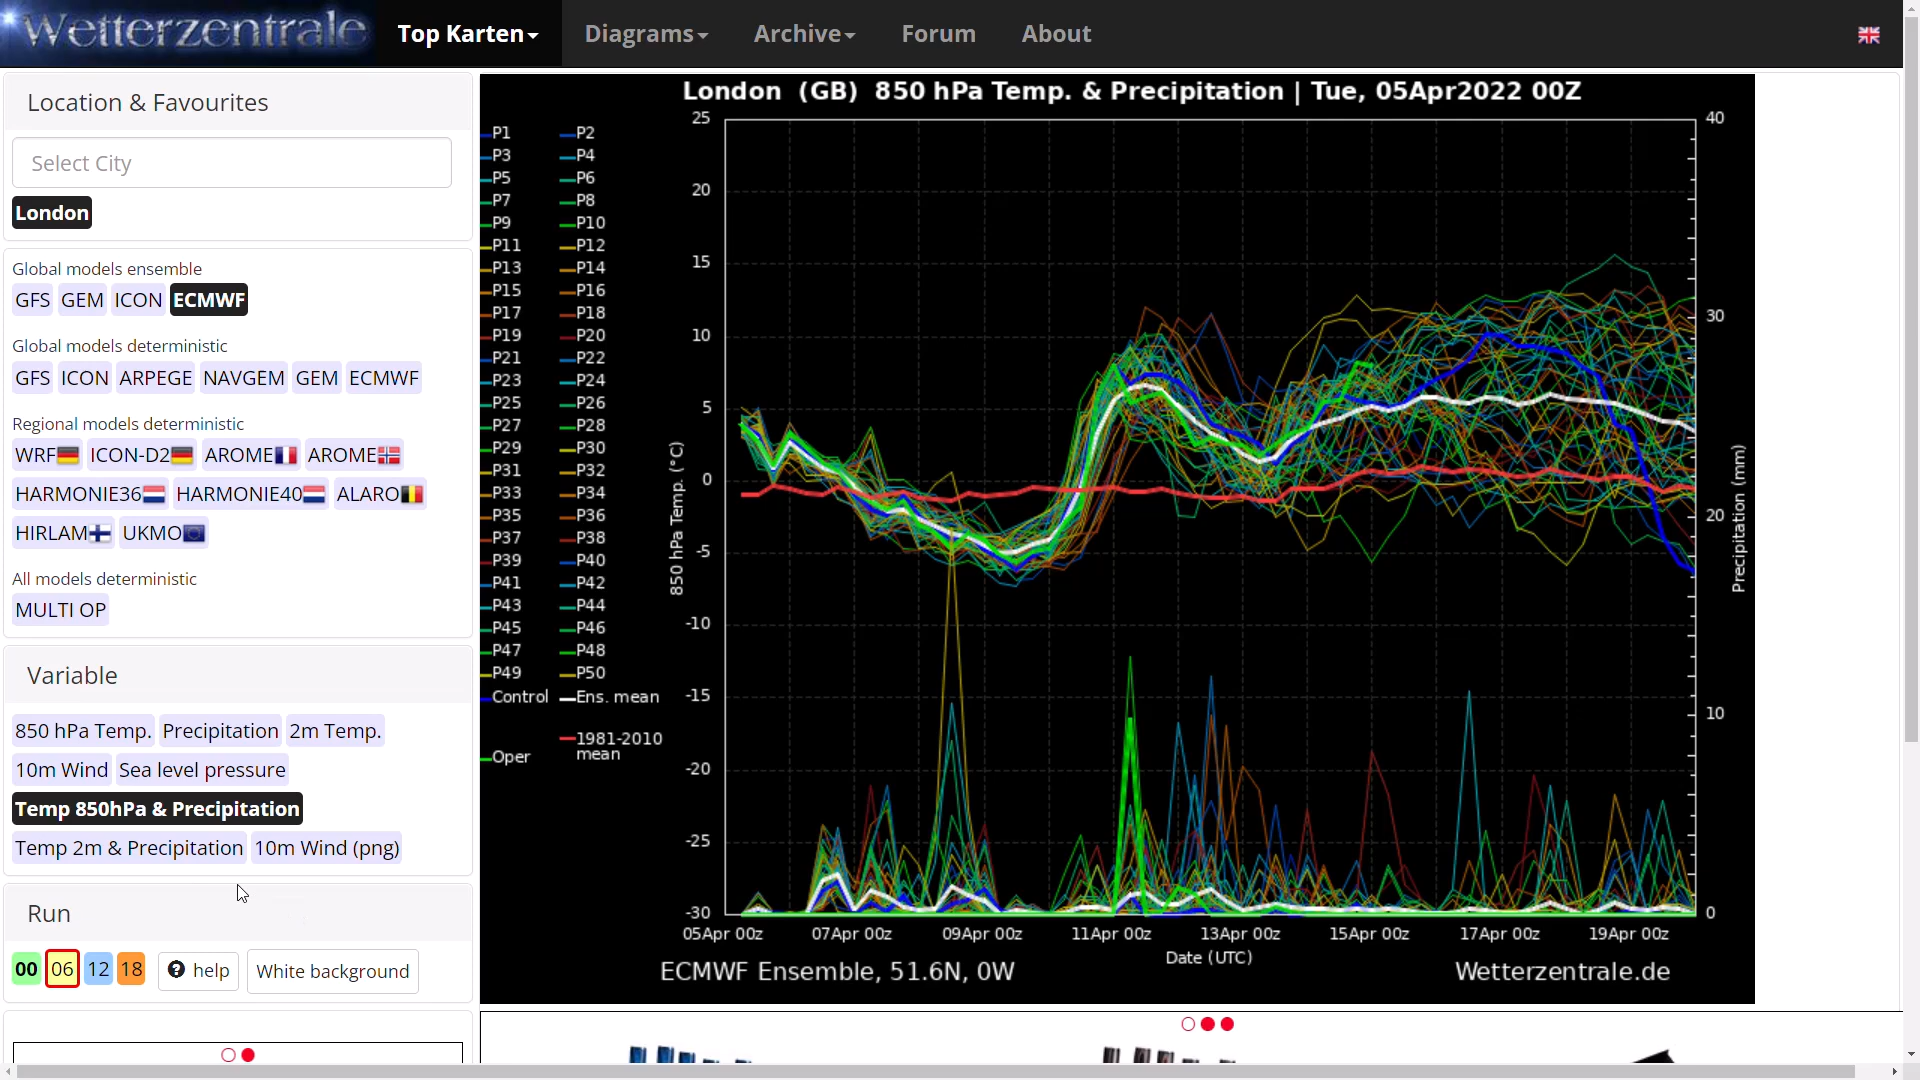 Wetterzentrale
Top Karten
Diagrams
Archive
Forum
About
Location & Favourites
Select City
London
Global models ensemble
GFS GEM ICON ECMWF
Global models deterministic
GFS ICON ARPEGE NAVGEM GEM ECMWF
Regional models deterministic
WRF ICON-D2 AROME AROME
HARMONIE36 HARMONIE40 ALARO
HIRLAM UKMO
All models deterministic
MULTI OP
Variable
850 hPa Temp. Precipitation 2m Temp.
10m Wind Sea level pressure
Temp 850hPa & Precipitation
Temp 2m & Precipitation 10m Wind (png)
Run
00 06 12 18 help White background
London (GB) 850 hPa Temp. & Precipitation | Tue, 05Apr2022 00Z
P1 P2
P3 P4
P5 P6
P7 P8
P9 P10
P11 P12
P13 P14
P15 P16
P17 P18
P19 P20
P21 P22
P23 P24
P25 P26
P27 P28
P29 P30
P31 P32
P33 P34
P35 P36
P37 P38
P39 P40
P41 P42
P43 P44
P45 P46
P47 P48
P49 P50
Control Ens. mean
Oper 1981-2010
mean
850 hPa Temp. (°C)
25
20
15
10
5
0
-5
-10
-15
-20
-25
-30
40
30
20
10
0
Precipitation (mm)
05Apr 00z 07Apr 00z 09Apr 00z 11Apr 00z 13Apr 00z 15Apr 00z 17Apr 00z 19Apr 00z
Date (UTC)
ECMWF Ensemble, 51.6N, 0W
Wetterzentrale.de